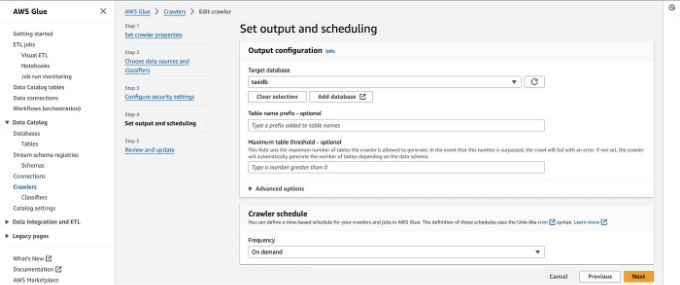 AWS Glue
Getting started
ETL jobs
Visual ETL
Notebooks
Job run monitoring
Data Catalog tables
Data connections
Workflows (orchestration)
Data Catalog
Databases
Tables
Stream schema registries
Schemas
Connections
Crawlers
Classifiers
Catalog settings
Data Integration and ETL
Legacy pages
What's New
Documentation
AWS Marketplace
AWS Glue > Crawlers > Edit crawler
Step 1
Set crawler properties
Step 2
Choose data sources and
classifiers
Step 3
Configure security settings
Step 4
Set output and scheduling
Step 5
Review and update
Set output and scheduling
Output configuration Info
Target database
taxidb
Clear selection
Add database
Table name prefix - optional
Type a prefix added to table names
Maximum table threshold - optional
This field sets the maximum number of tables the crawler is allowed to generate. In the event that this number is surpassed, the crawl will fail with an error. If not set, the crawler
will automatically generate the number of tables depending on the data schema.
Type a number greater than 0
Advanced options
Crawler schedule
You can define a time-based schedule for your crawlers and jobs in AWS Glue. The definition of these schedules uses the Unix-like cron syntax. Learn more
Frequency
On demand
Cancel
Previous
Next